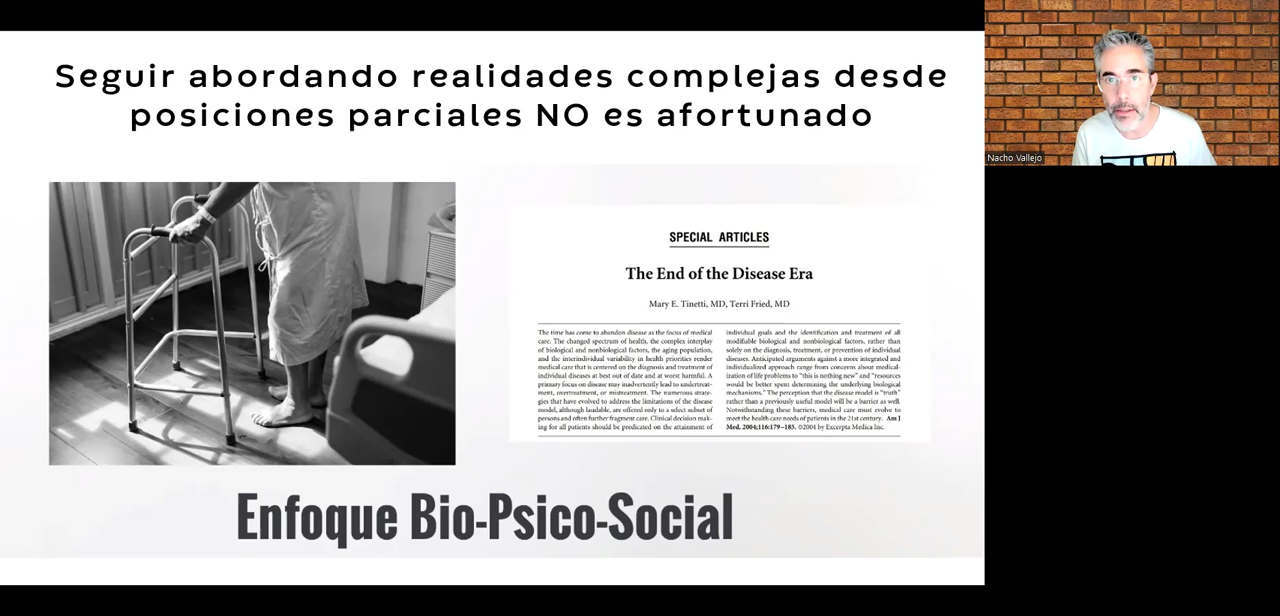 Seguir abordando realidades complejas desde
posiciones parciales NO es afortunado
Nacho Vallejo
SPECIAL ARTICLES
The End of the Disease Era
Mary E. Tinetti, MD, Terri Fried, MD
The time has come to abandon disease as the focus of medical
care. The changed spectrum of health, the complex interplay
of biological and nonbiological factors, the aging population,
and the interindividual variability in health priorities render
medical care that is centered on the diagnosis and treatment of
individual diseases at best out of date and at worst harmful. A
primary focus on disease may inadvertently lead to undertreat-
ment, overtreatment, or mistreatment. The numerous strate-
gies that have evolved to address the limitations of the disease
model, although laudable, are offered only to a select subset of
persons and often further fragment care. Clinical decision mak-
ing for all patients should be predicated on the attainment of
individual goals and the identification and treatment of all
modifiable biological and nonbiological factors, rather than
solely on the diagnosis, treatment, or prevention of individual
diseases. Anticipated arguments against a more integrated and
individualized approach range from concerns about medical-
ization of life problems to "this is nothing new" and "resources
would be better spent determining the underlying biological
mechanisms." The perception that the disease model is "truth"
rather than a previously useful model will be a barrier as well.
Notwithstanding these barriers, medical care must evolve to
meet the health care needs of patients in the 21st century. Am J
Med. 2004;116:179–185. ©2004 by Excerpta Medica Inc.
Enfoque Bio-Psico-Social